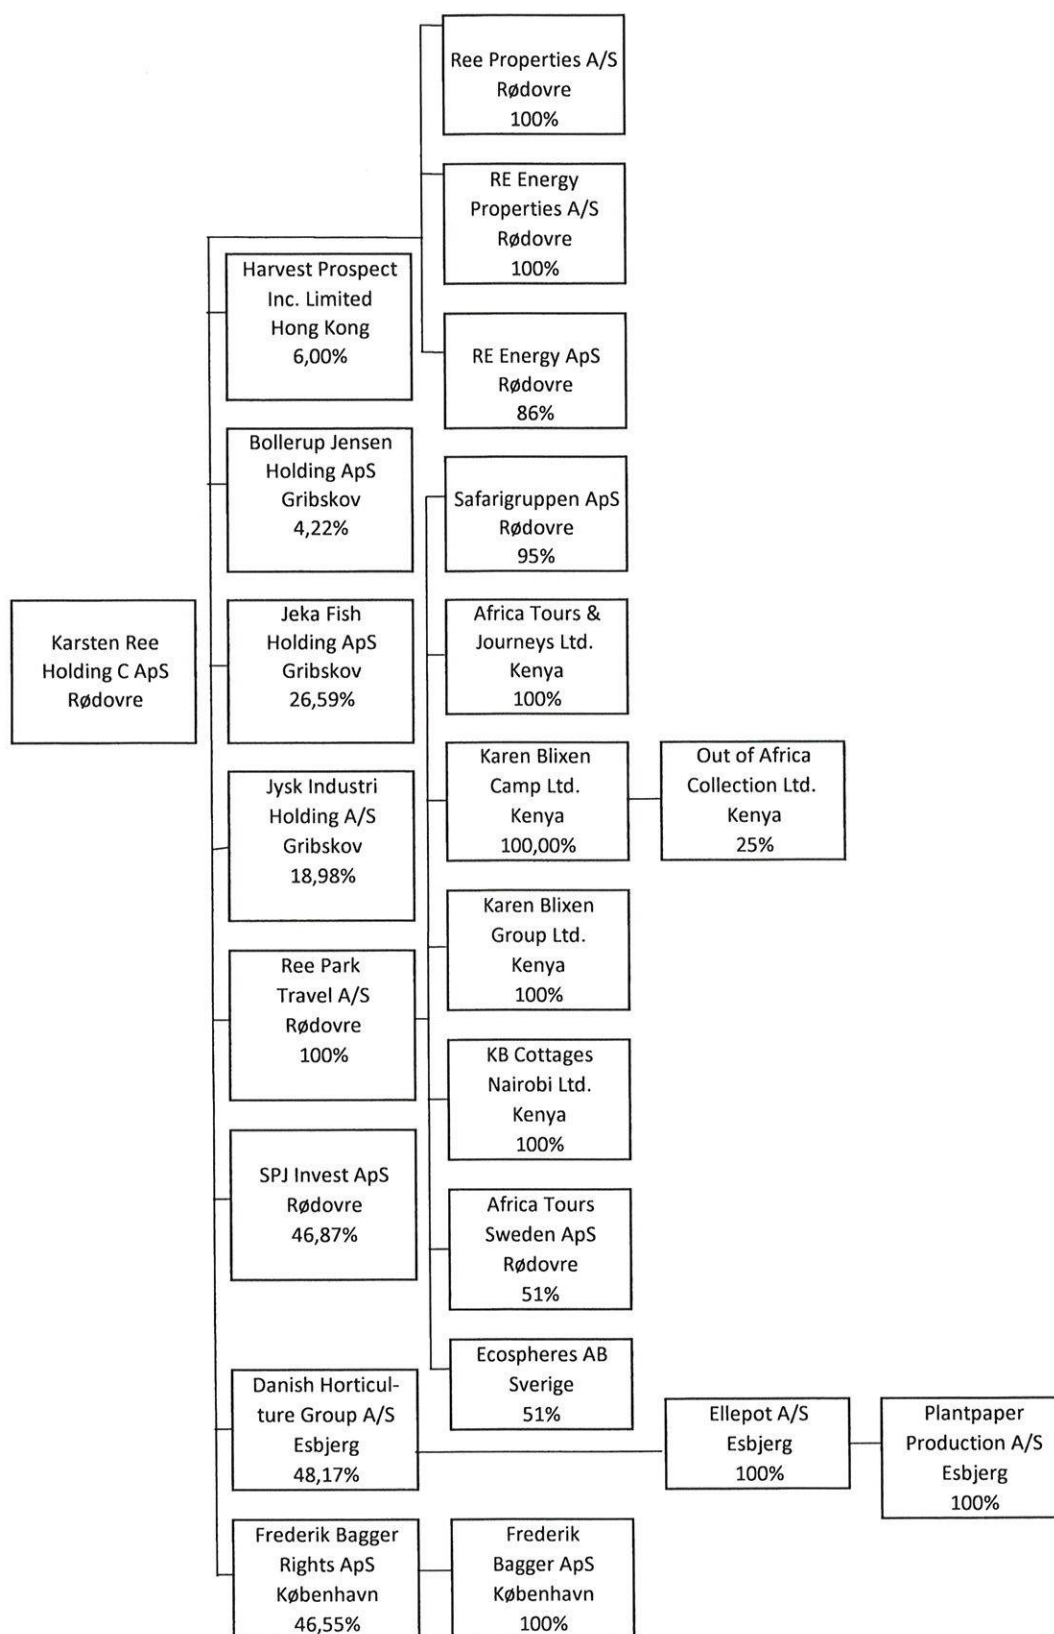 Ree Properties A/S
Rødovre
100%
RE Energy
Properties A/S
Rødovre
100%
Harvest Prospect
Inc. Limited
Hong Kong
6,00%
RE Energy ApS
Rødovre
86%
Bollerup Jensen
Holding ApS
Gribskov
4,22%
Safarigruppen ApS
Rødovre
95%
Karsten Ree
Holding C ApS
Rødovre
Jeka Fish
Holding ApS
Gribskov
26,59%
Africa Tours &
Journeys Ltd.
Kenya
100%
Jysk Industri
Holding A/S
Gribskov
18,98%
Karen Blixen
Camp Ltd.
Kenya
100,00%
Out of Africa
Collection Ltd.
Kenya
25%
Karen Blixen
Group Ltd.
Kenya
100%
Ree Park
Travel A/S
Rødovre
100%
KB Cottages
Nairobi Ltd.
Kenya
100%
SPJ Invest ApS
Rødovre
46,87%
Africa Tours
Sweden ApS
Rødovre
51%
Ecospheres AB
Sverige
51%
Danish Horticul-
ture Group A/S
Esbjerg
48,17%
Ellepot A/S
Esbjerg
100%
Plantpaper
Production A/S
Esbjerg
100%
Frederik Bagger
Rights ApS
København
46,55%
Frederik
Bagger ApS
København
100%